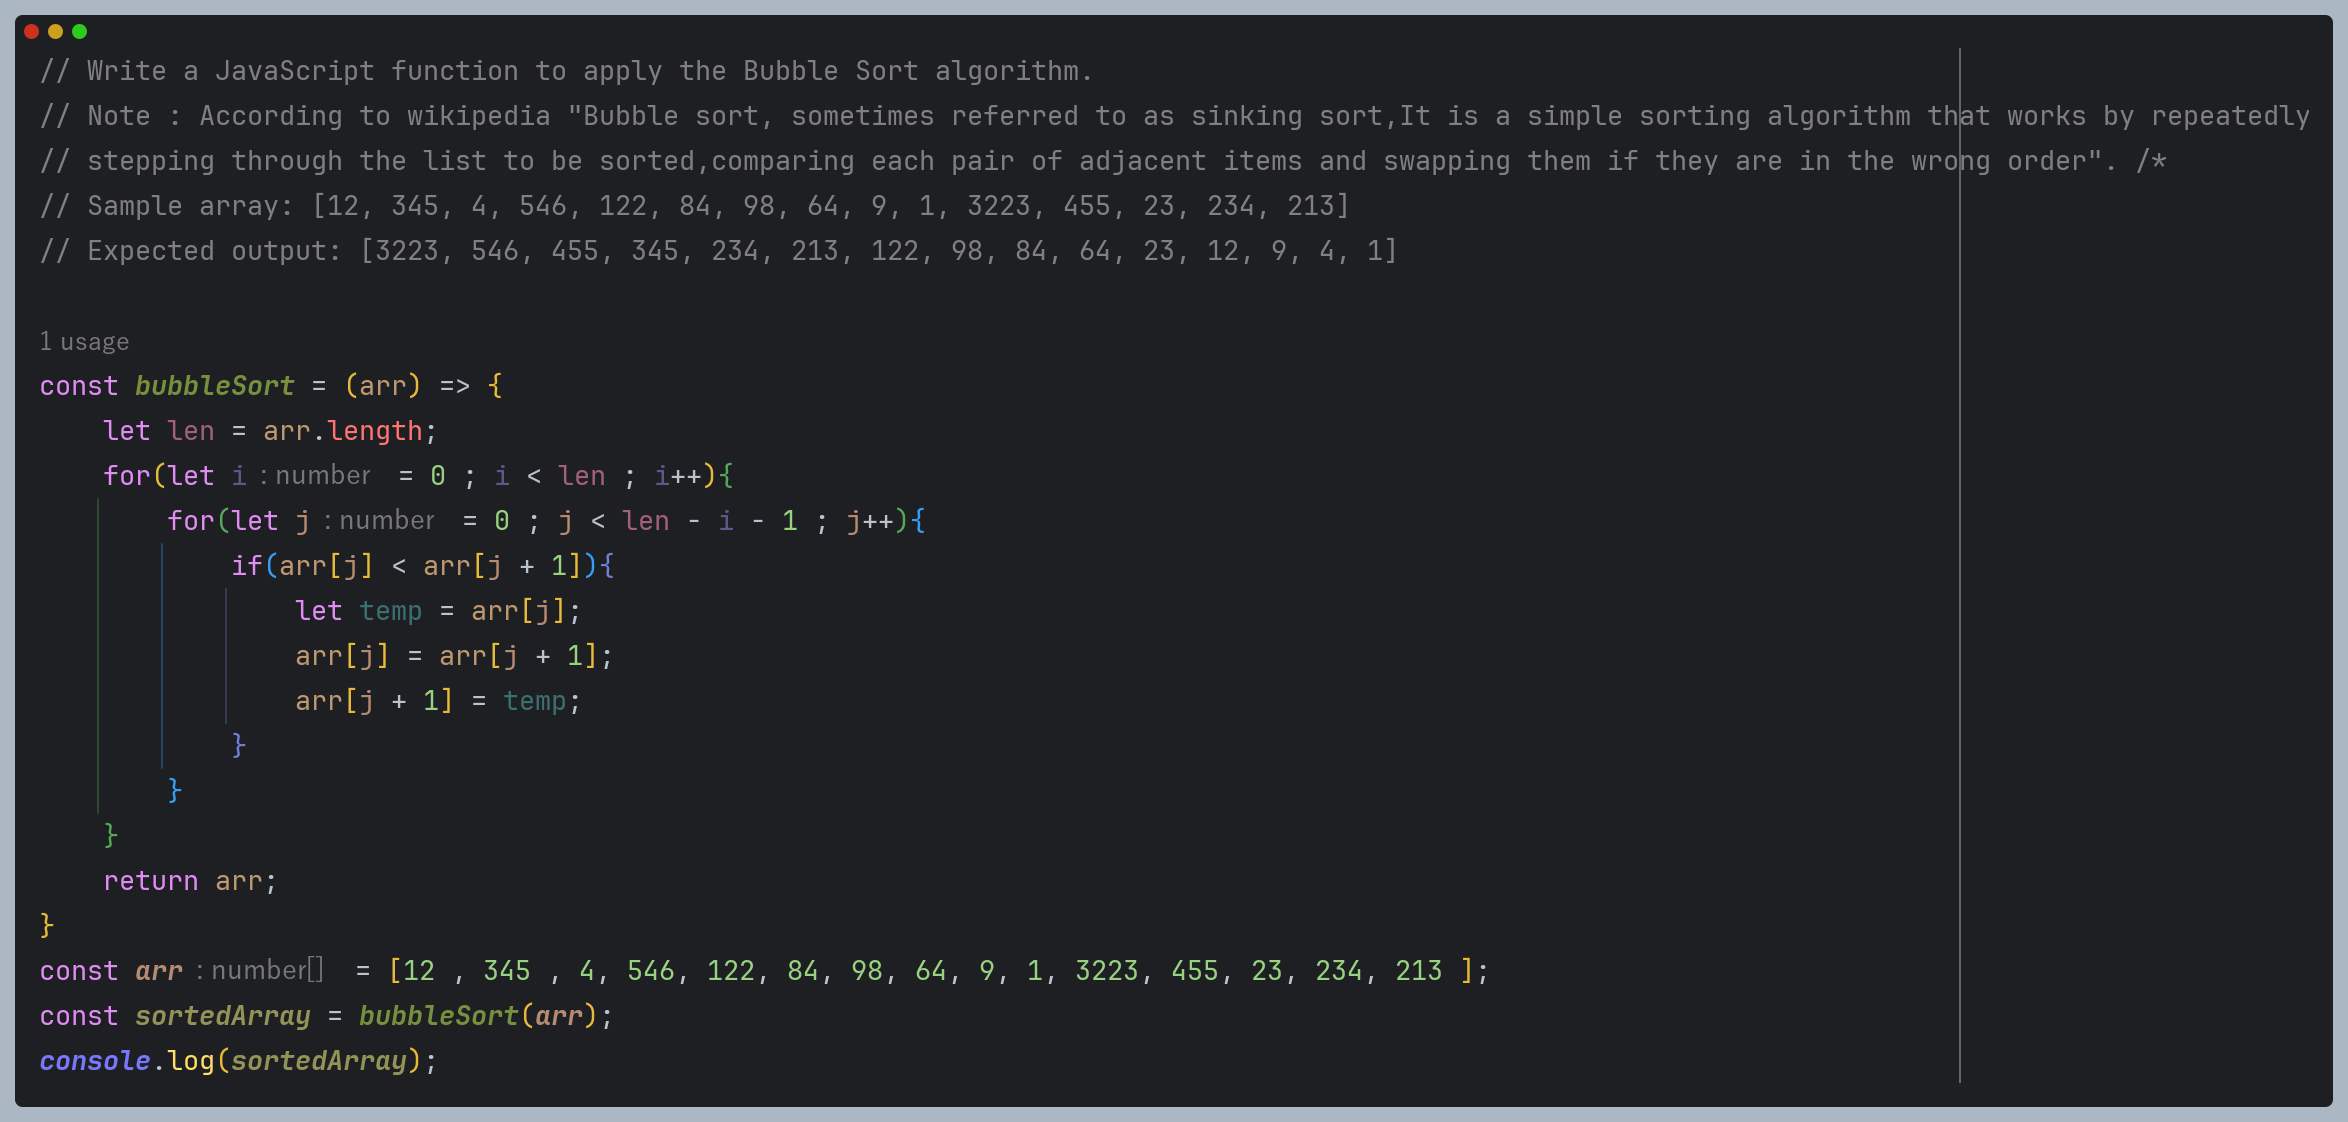 // Write a JavaScript function to apply the Bubble Sort algorithm.
// Note : According to wikipedia "Bubble sort, sometimes referred to as sinking sort,It is a simple sorting algorithm that works by repeatedly
// stepping through the list to be sorted,comparing each pair of adjacent items and swapping them if they are in the wrong order". /*
// Sample array: [12, 345, 4, 546, 122, 84, 98, 64, 9, 1, 3223, 455, 23, 234, 213]
// Expected output: [3223, 546, 455, 345, 234, 213, 122, 98, 84, 64, 23, 12, 9, 4, 1]
1 usage
const bubbleSort = (arr) => {
    let len = arr.length;
    for(let i : number = 0 ; i < len ; i++){
        for(let j : number = 0 ; j < len - i - 1 ; j++){
            if(arr[j] < arr[j + 1]){
                let temp = arr[j];
                arr[j] = arr[j + 1];
                arr[j + 1] = temp;
            }
        }
    }
    return arr;
}
const arr : number[] = [12 , 345 , 4, 546, 122, 84, 98, 64, 9, 1, 3223, 455, 23, 234, 213 ];
const sortedArray = bubbleSort(arr);
console.log(sortedArray);